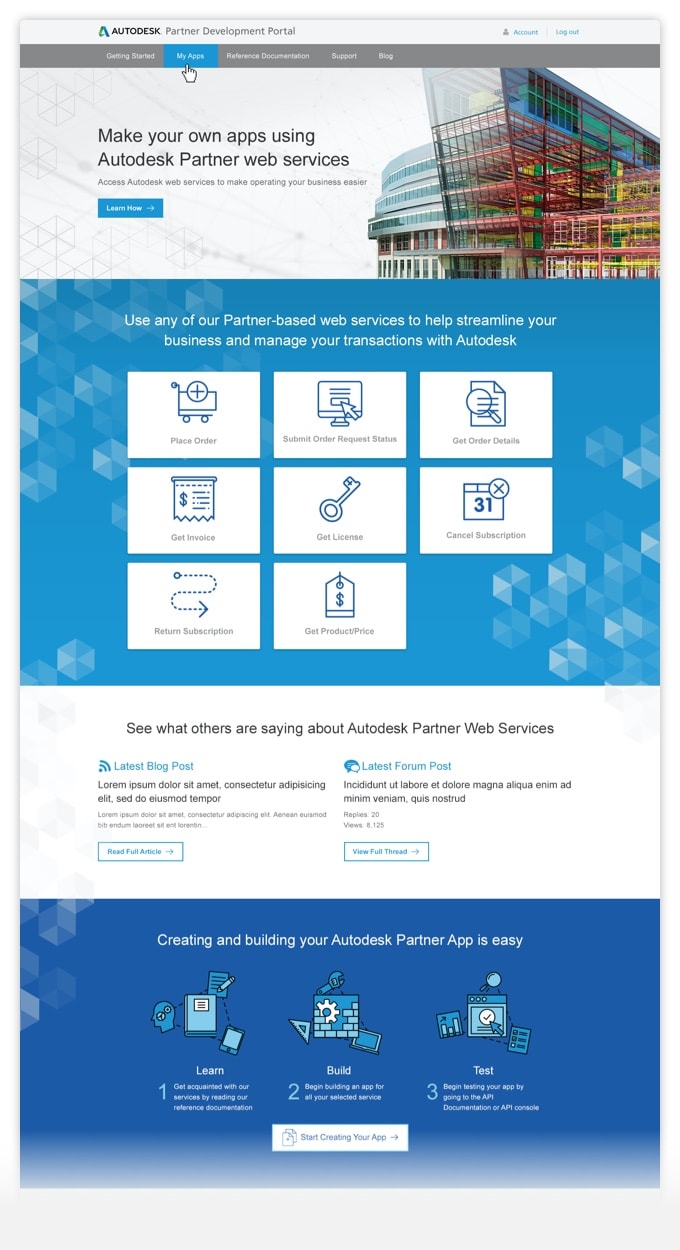 AUTODESK. Partner Development Portal
Account
Log out
Getting Started
My Apps
Reference Documentation
Support
Blog
Make your own apps using
Autodesk Partner web services
Access Autodesk web services to make operating your business easier
Learn How
Use any of our Partner-based web services to help streamline your
business and manage your transactions with Autodesk
Place Order
Submit Order Request Status
Get Order Details
$
Get Invoice
Get License
31
Cancel Subscription
Return Subscription
$
Get Product/Price
See what others are saying about Autodesk Partner Web Services
Latest Blog Post
Lorem ipsum dolor sit amet, consectetur adipisicing
elit, sed do eiusmod tempor
Lorem ipsum dolor sit amet, consectetur adipiscing elit. Aenean euismod
bib endum laoreet sit ent lorentin...
Read Full Article
Latest Forum Post
Incididunt ut labore et dolore magna aliqua enim ad
minim veniam, quis nostrud
Replies: 20
Views: 8,125
View Full Thread
Creating and building your Autodesk Partner App is easy
Learn
1
Get acquainted with our
services by reading our
reference documentation
Build
2
Begin building an app for
all your selected service
Test
3
Begin testing your app by
going to the API
Documentation or API console
Start Creating Your App